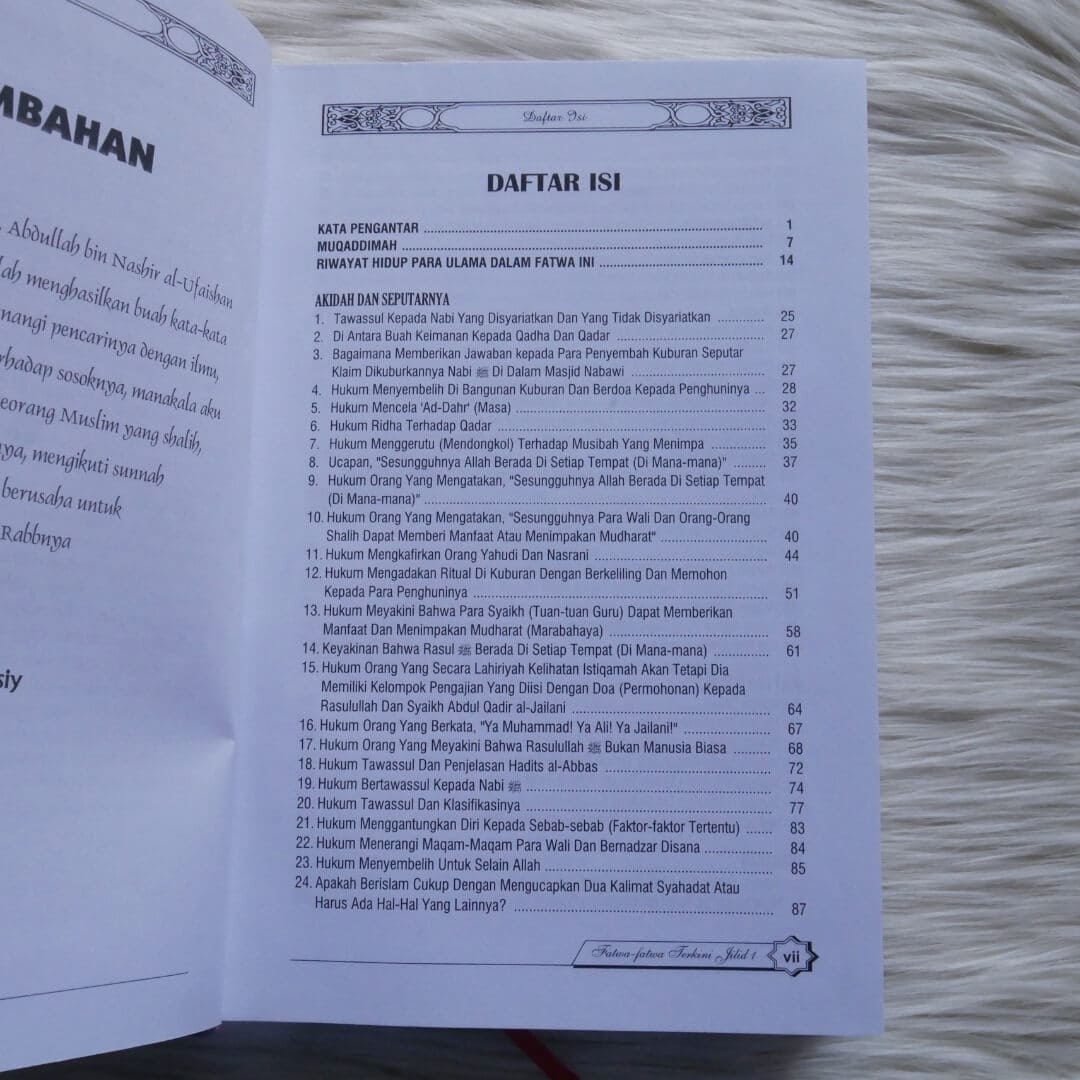 MBAHAN
Abdullah bin Nashir al-Ufaishan
lah menghasilkan buah kata-kata
nangi pencarinya dengan ilmu,
rhadap sosoknya, manakala aku
eorang Muslim yang shalih,
ya, mengikuti sunnah
berusaha untuk
Rabbnya
siy
Daftar Isi
DAFTAR ISI
KATA PENGANTAR ........ 1
MUQADDIMAH ........ 7
RIWAYAT HIDUP PARA ULAMA DALAM FATWA INI ........ 14
AKIDAH DAN SEPUTARNYA
1. Tawassul Kepada Nabi Yang Disyariatkan Dan Yang Tidak Disyariatkan ........ 25
2. Di Antara Buah Keimanan Kepada Qadha Dan Qadar ........ 27
3. Bagaimana Memberikan Jawaban kepada Para Penyembah Kuburan Seputar
Klaim Dikuburkannya Nabi ﷺ Di Dalam Masjid Nabawi ........ 27
4. Hukum Menyembelih Di Bangunan Kuburan Dan Berdoa Kepada Penghuninya ... 28
5. Hukum Mencela 'Ad-Dahr' (Masa) ........ 32
6. Hukum Ridha Terhadap Qadar ........ 33
7. Hukum Menggerutu (Mendongkol) Terhadap Musibah Yang Menimpa ........ 35
8. Ucapan, "Sesungguhnya Allah Berada Di Setiap Tempat (Di Mana-mana)" ........ 37
9. Hukum Orang Yang Mengatakan, "Sesungguhnya Allah Berada Di Setiap Tempat
(Di Mana-mana)" ........ 40
10. Hukum Orang Yang Mengatakan, "Sesungguhnya Para Wali Dan Orang-Orang
Shalih Dapat Memberi Manfaat Atau Menimpakan Mudharat" ........ 40
11. Hukum Mengkafirkan Orang Yahudi Dan Nasrani ........ 44
12. Hukum Mengadakan Ritual Di Kuburan Dengan Berkeliling Dan Memohon
Kepada Para Penghuninya ........ 51
13. Hukum Meyakini Bahwa Para Syaikh (Tuan-tuan Guru) Dapat Memberikan
Manfaat Dan Menimpakan Mudharat (Marabahaya) ........ 58
14. Keyakinan Bahwa Rasul ﷺ Berada Di Setiap Tempat (Di Mana-mana) ........ 61
15. Hukum Orang Yang Secara Lahiriyah Kelihatan Istiqamah Akan Tetapi Dia
Memiliki Kelompok Pengajian Yang Diisi Dengan Doa (Permohonan) Kepada
Rasulullah Dan Syaikh Abdul Qadir al-Jailani ........ 64
16. Hukum Orang Yang Berkata, "Ya Muhammad! Ya Ali! Ya Jailani!" ........ 67
17. Hukum Orang Yang Meyakini Bahwa Rasulullah ﷺ Bukan Manusia Biasa ........ 68
18. Hukum Tawassul Dan Penjelasan Hadits al-Abbas ........ 72
19. Hukum Bertawassul Kepada Nabi ﷺ ........ 74
20. Hukum Tawassul Dan Klasifikasinya ........ 77
21. Hukum Menggantungkan Diri Kepada Sebab-sebab (Faktor-faktor Tertentu) ....... 83
22. Hukum Menerangi Maqam-Maqam Para Wali Dan Bernadzar Disana ........ 84
23. Hukum Menyembelih Untuk Selain Allah ........ 85
24. Apakah Berislam Cukup Dengan Mengucapkan Dua Kalimat Syahadat Atau
Harus Ada Hal-Hal Yang Lainnya? ........ 87
Fatwa-fatwa Terkini Jilid 1 vii